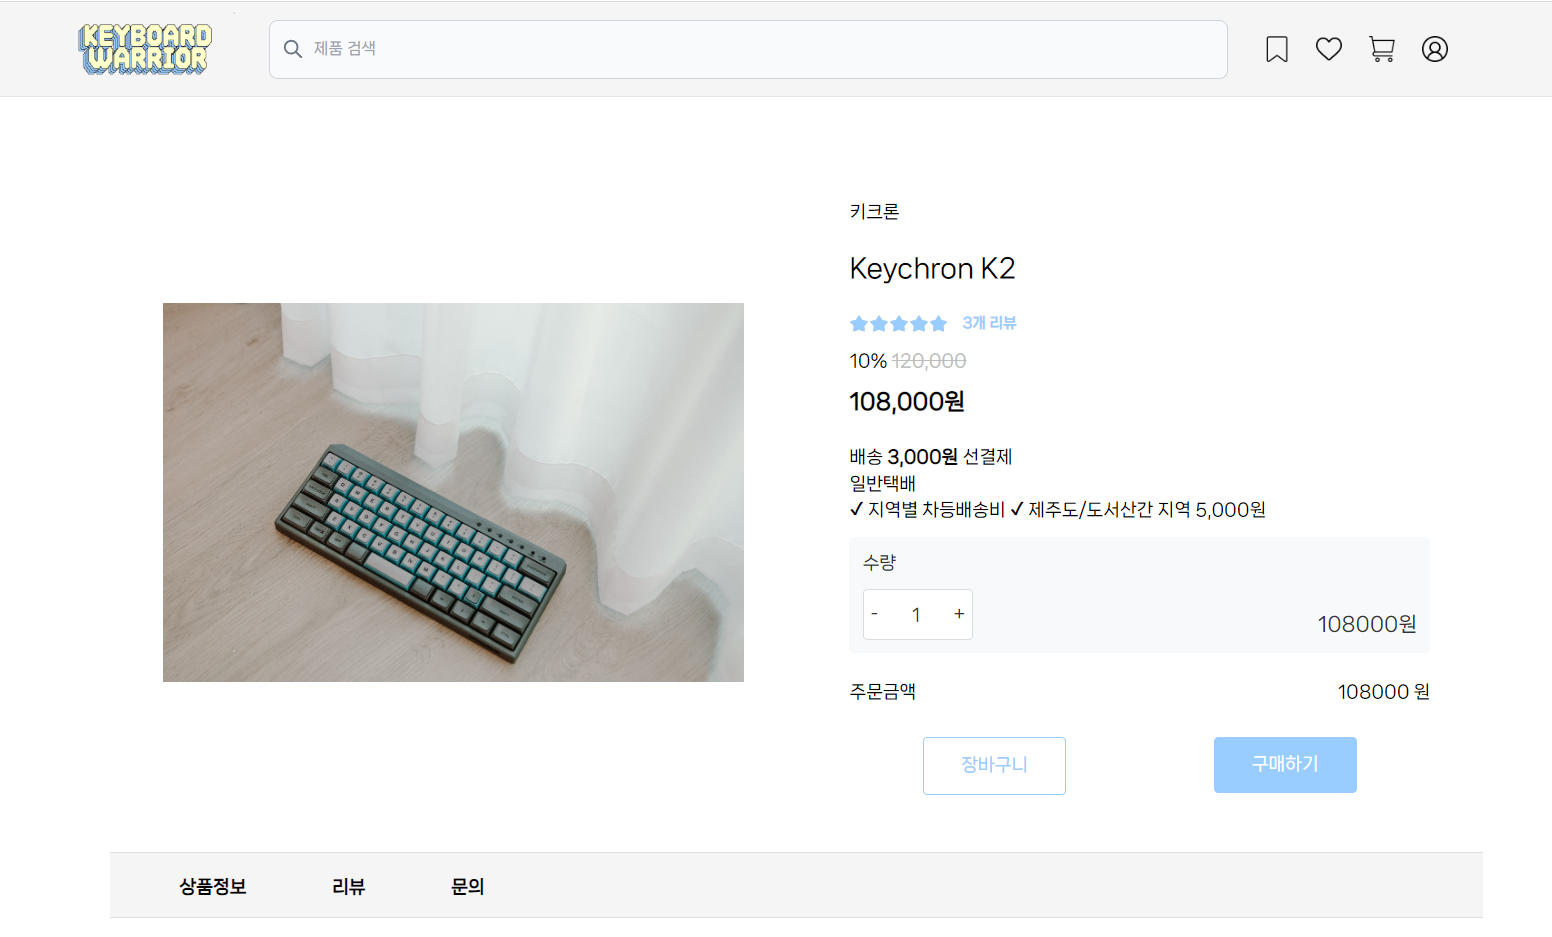 KEYBOARD
WARRIOR
제품 검색
키크론
Keychron K2
3개 리뷰
10% 120,000
108,000원
배송 3,000원 선결제
일반택배
✓ 지역별 차등배송비 ✓ 제주도/도서산간 지역 5,000원
수량
- 1 +
108000원
주문금액 108000 원
장바구니 구매하기
상품정보 리뷰 문의